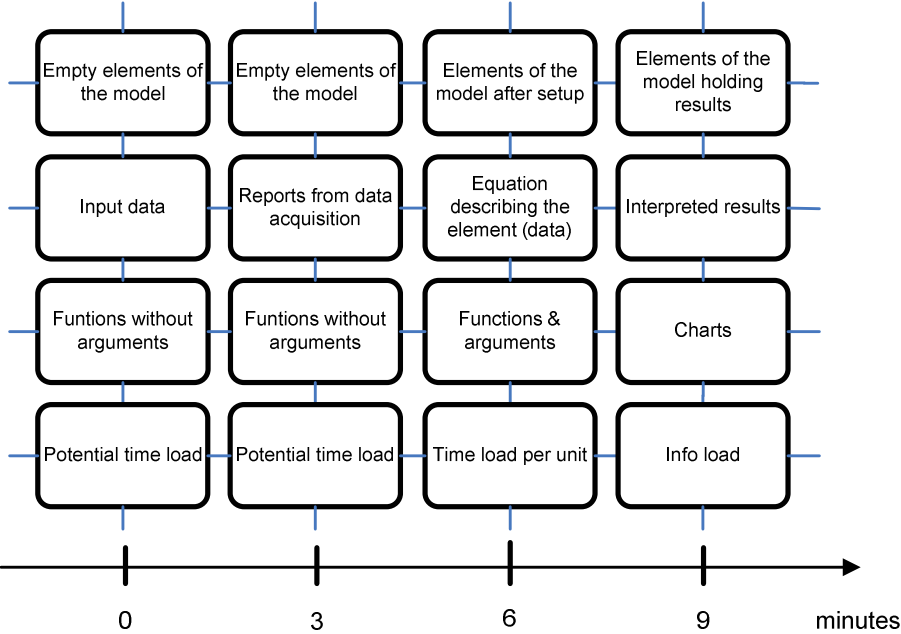 Empty elements of
the model
Empty elements of
the model
Elements of the
model after setup
Elements of the
model holding
results
Input data
Reports from data
acquisition
Equation
describing the
element (data)
Interpreted results
Funtions without
arguments
Funtions without
arguments
Functions &
arguments
Charts
Potential time load
Potential time load
Time load per unit
Info load
0
3
6
9
minutes